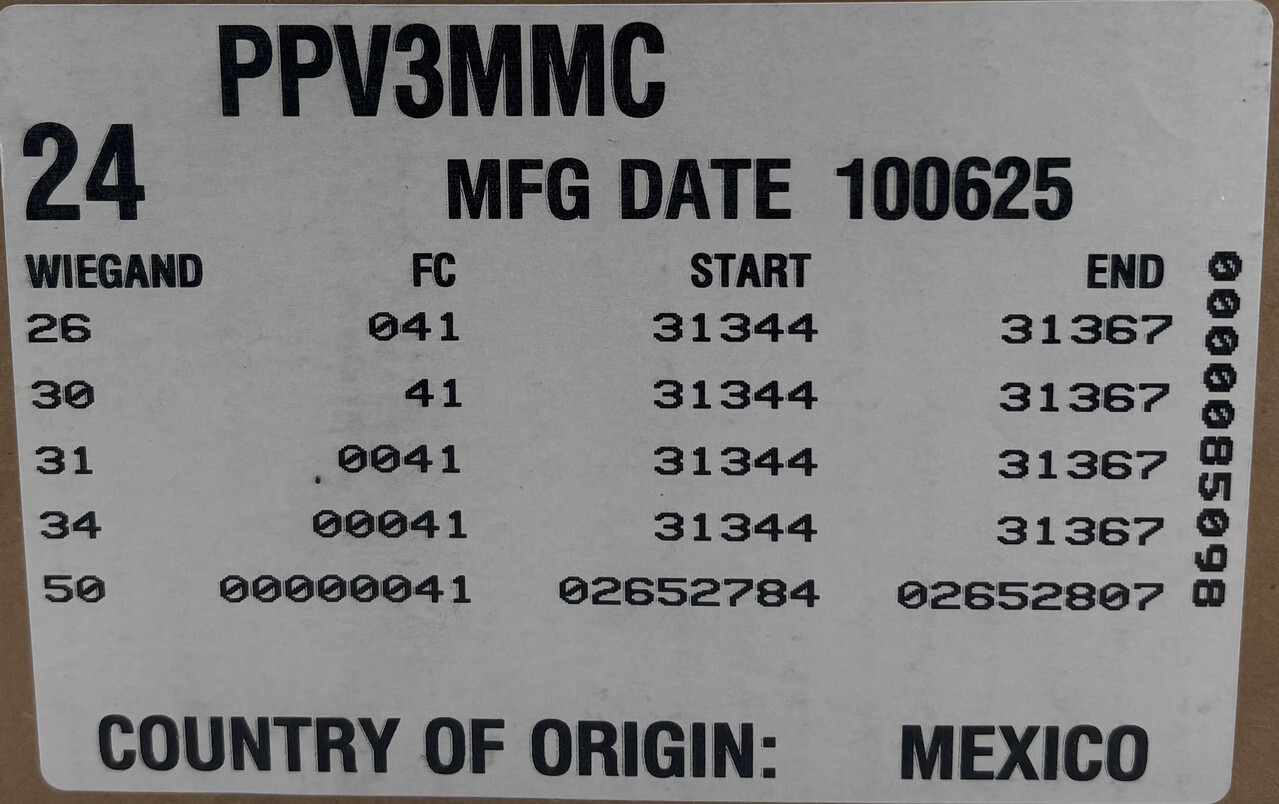 PPV3MMC
24
MFG DATE 100625
WIEGAND FC START END
26 041 31344 31367
30 41 31344 31367
31 0041 31344 31367
34 00041 31344 31367
50 00000041 02652784 02652807
0000085098
COUNTRY OF ORIGIN: MEXICO